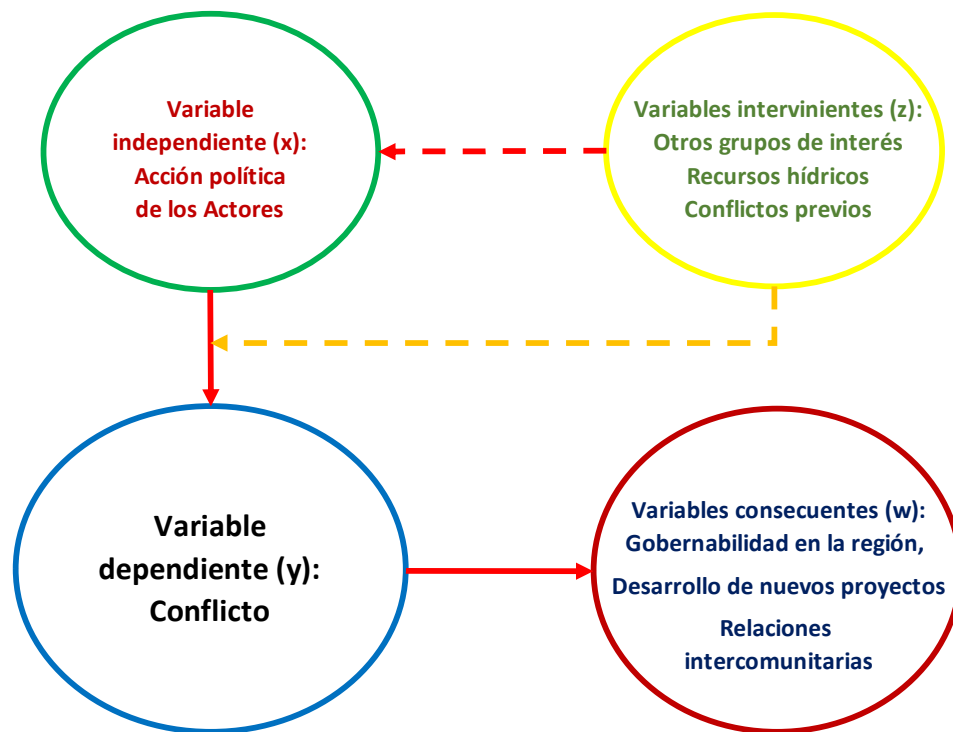 Variable
independiente (x):
Acción política
de los Actores
Variables intervinientes (z):
Otros grupos de interés
Recursos hídricos
Conflictos previos
Variable
dependiente (y):
Conflicto
Variables consecuentes (w):
Gobernabilidad en la región,
Desarrollo de nuevos proyectos
Relaciones
intercomunitarias